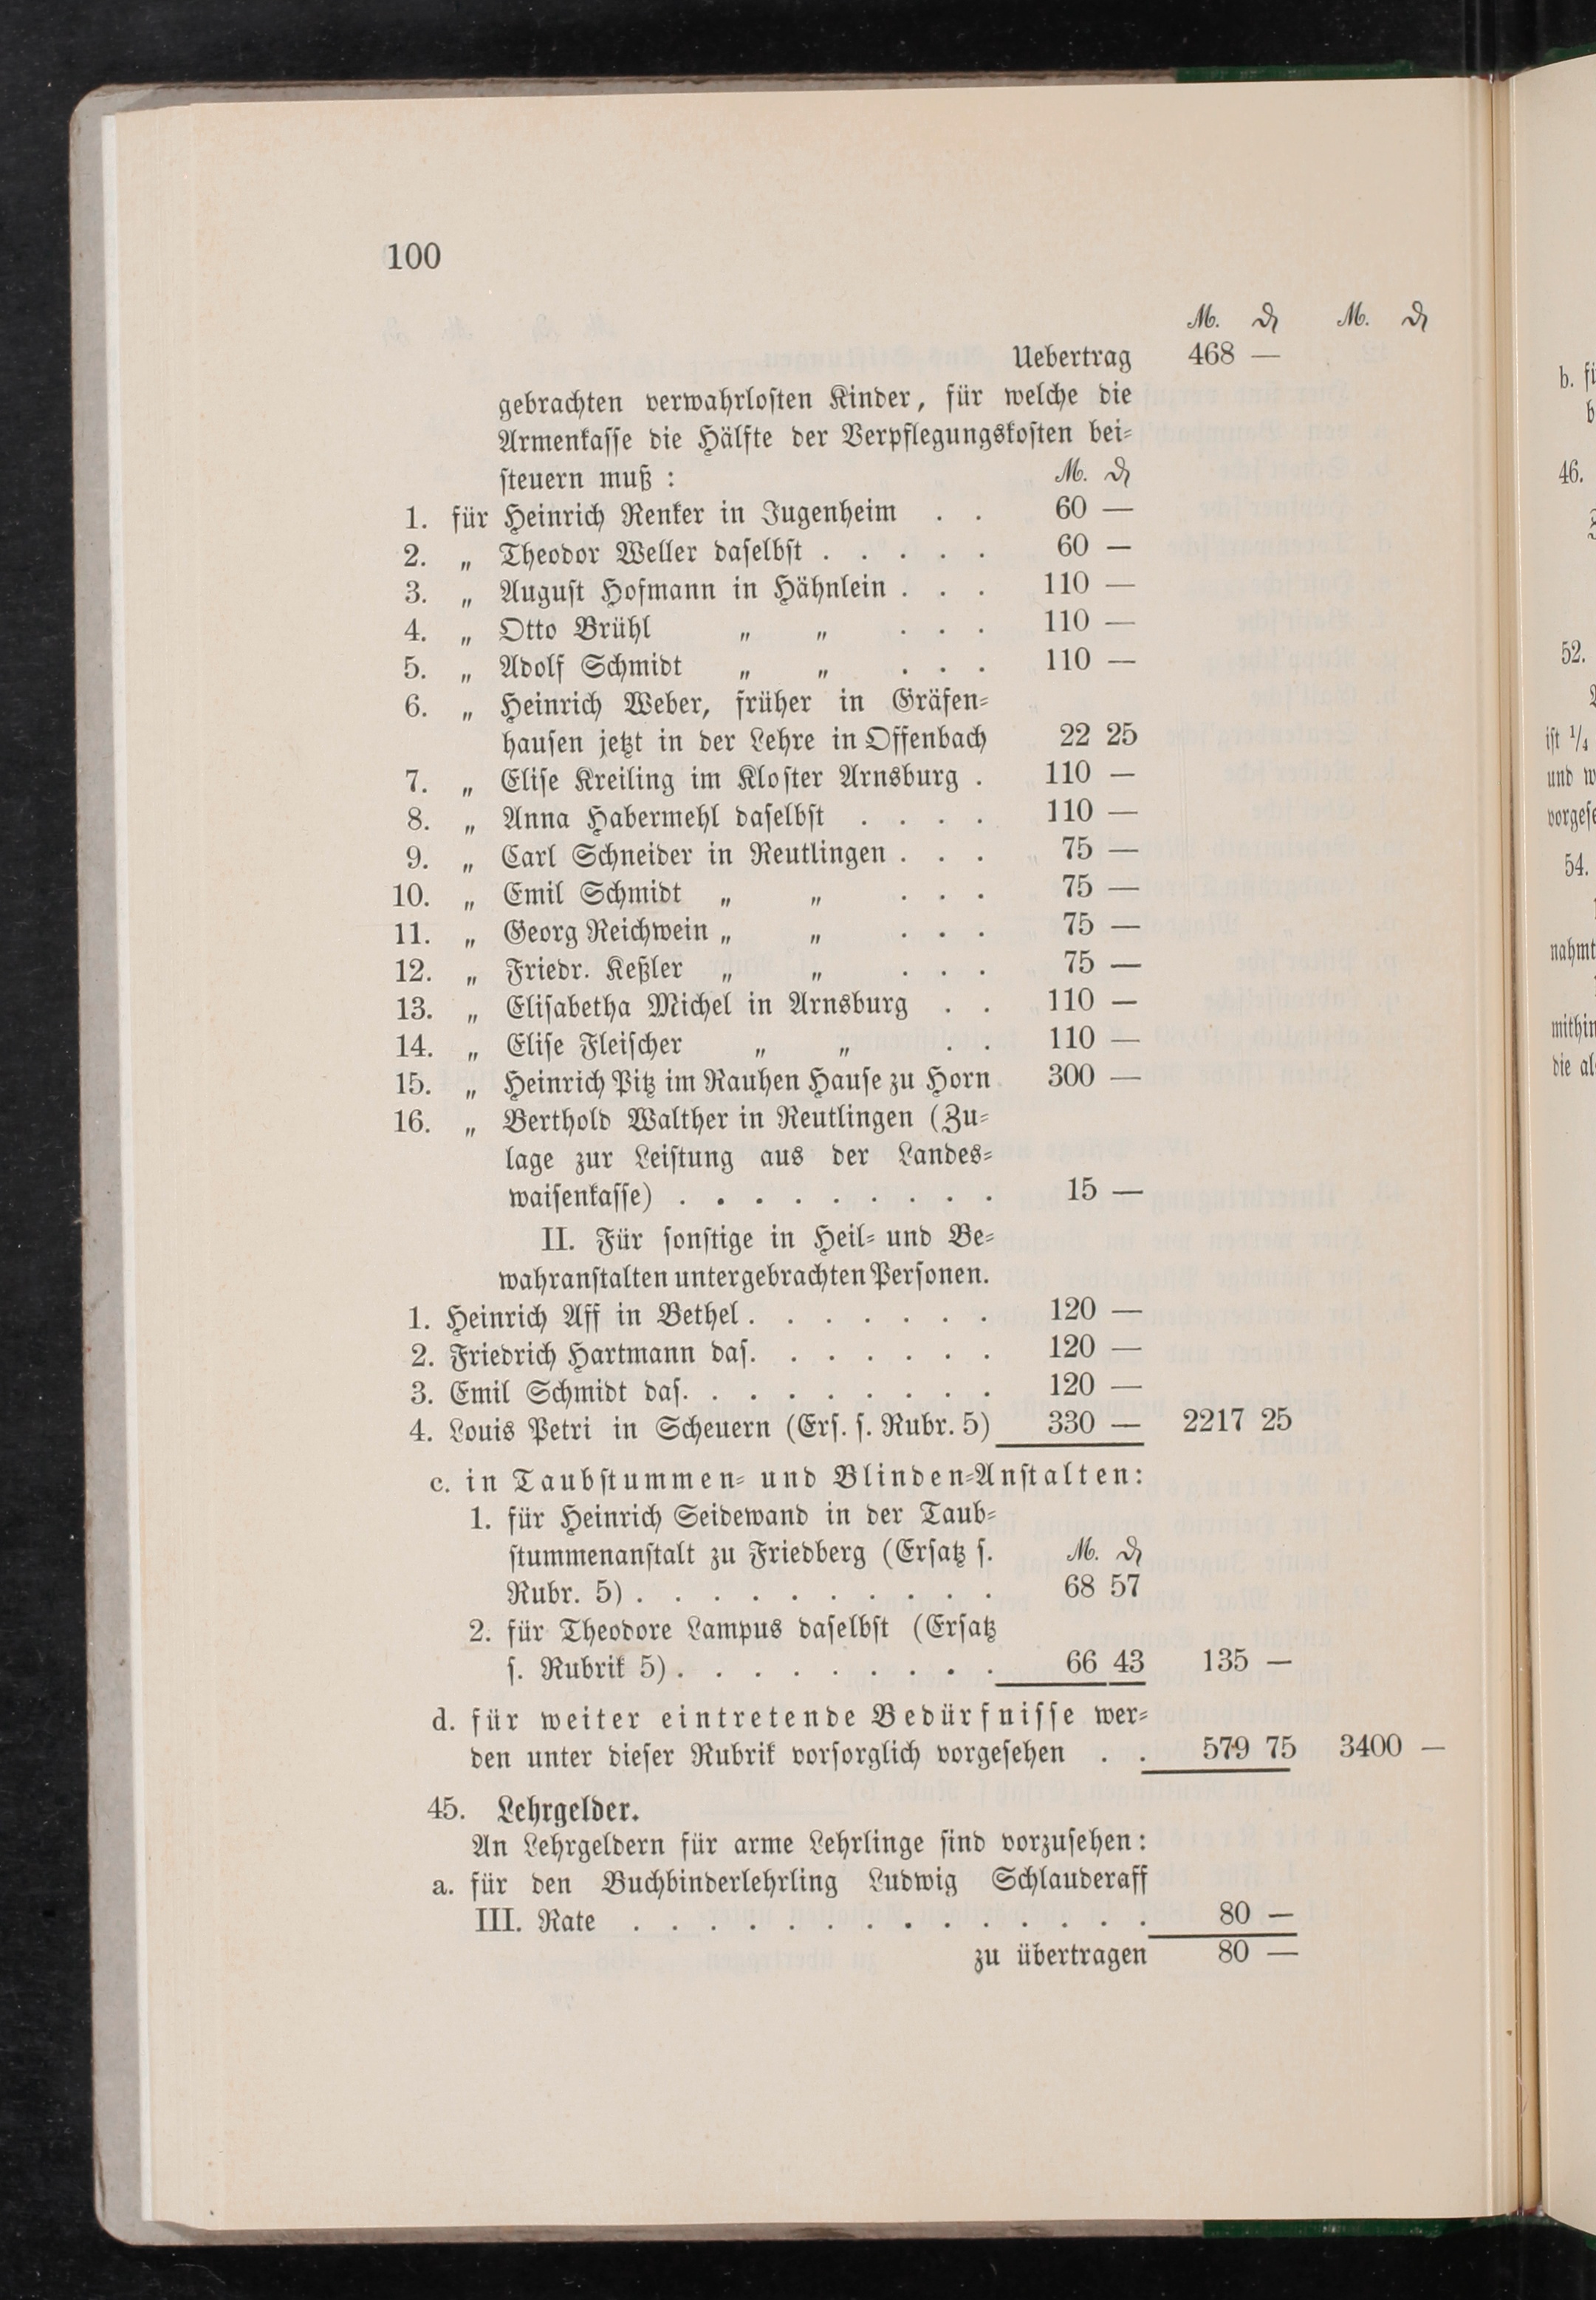 100
M. ₰ M. ₰
Uebertrag 468 —
gebrachten verwahrlosten Kinder, für welche die
Armenkasse die Hälfte der Verpflegungskosten bei-
steuern muß : M. ₰
1. für Heinrich Renker in Jugenheim . . 60 —
2. „ Theodor Weller daselbst . . . . . 60 —
3. „ August Hofmann in Hähnlein . . . 110 —
4. „ Otto Brühl „ „ . . . 110 —
5. „ Adolf Schmidt „ „ . . . 110 —
6. „ Heinrich Weber, früher in Gräfen-
hausen jetzt in der Lehre in Offenbach 22 25
7. „ Elise Kreiling im Kloster Arnsburg . 110 —
8. „ Anna Habermehl daselbst . . . . 110 —
9. „ Carl Schneider in Reutlingen . . . 75 —
10. „ Emil Schmidt „ „ . . . 75 —
11. „ Georg Reichwein „ „ . . . 75 —
12. „ Friedr. Keßler „ „ . . . 75 —
13. „ Elisabetha Michel in Arnsburg . . 110 —
14. „ Elise Fleischer „ „ . . 110 —
15. „ Heinrich Pitz im Rauhen Hause zu Horn 300 —
16. „ Berthold Walther in Reutlingen (Zu-
lage zur Leistung aus der Landes-
waisenkasse) . . . . . . . . . 15 —
II. Für sonstige in Heil- und Be-
wahranstalten untergebrachten Personen.
1. Heinrich Aff in Bethel . . . . . . . 120 —
2. Friedrich Hartmann das. . . . . . . 120 —
3. Emil Schmidt das. . . . . . . . . 120 —
4. Louis Petri in Scheuern (Ers. s. Rubr. 5) 330 — 2217 25
c. in Taubstummen- und Blinden-Anstalten:
1. für Heinrich Seidewand in der Taub-
stummenanstalt zu Friedberg (Ersatz s. M. ₰
Rubr. 5) . . . . . . . . . . 68 57
2. für Theodore Lampus daselbst (Ersatz
s. Rubrik 5) . . . . . . . . . 66 43 135 —
d. für weiter eintretende Bedürfnisse wer-
den unter dieser Rubrik vorsorglich vorgesehen . . 579 75 3400 —
45. Lehrgelder.
An Lehrgeldern für arme Lehrlinge sind vorzusehen:
a. für den Buchbinderlehrling Ludwig Schlauderaff
III. Rate . . . . . . . . . . . . . . 80 —
zu übertragen 80 —
b.
46.
52.
ist 1/4
und
54.